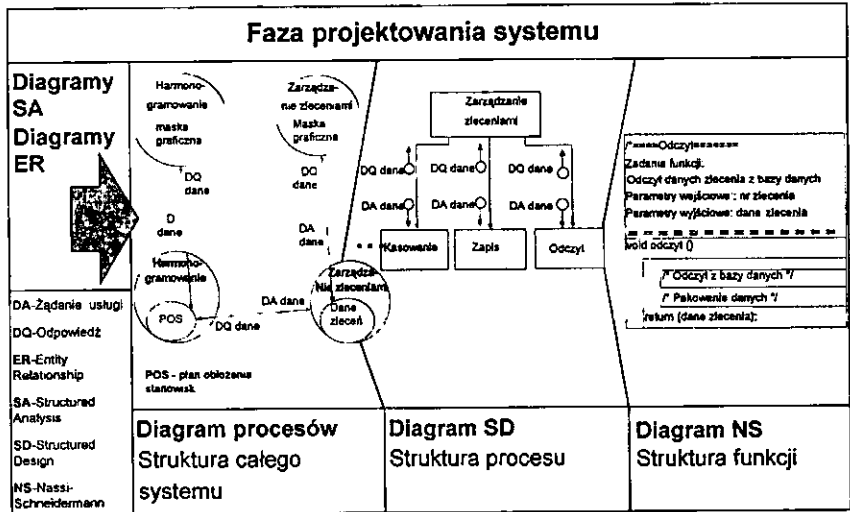 Faza projektowania systemu
Diagramy
SA
Diagramy
ER
DA-Żądanie usługi
DQ-Odpowiedź
ER-Entity
Relationship
SA-Structured
Analysis
SD-Structured
Design
NS-Nassi-
Schneidermann
Harmono-
gramowanie
maska
graficzna
Zarządza-
nie zleceniami
Maska
graficzna
DQ
dane
DQ
dane
D
dane
DA
dane
Harmono-
gramowanie
POS
DA dane
DQ dane
Zarządza-
Nie zleceniami
Dane
zleceń
POS - plan obłożenia
stanowisk
Diagram procesów
Struktura całego
systemu
Zarządzanie
zleceniami
DQ dane
DQ dane
DQ dane
DA dane
DA dane
DA dane
Kasowanie
Zapis
Odczyt
Diagram SD
Struktura procesu
/*====Odczyt=======
Zadania funkcji.
Odczyt danych zlecenia z bazy danych
Parametry wejściowe: nr zlecenia
Parametry wyjściowe: dane zlecenia
void odczyt ()
/* Odczyt z bazy danych */
/* Pakowanie danych */
return (dane zlecenia);
Diagram NS
Struktura funkcji